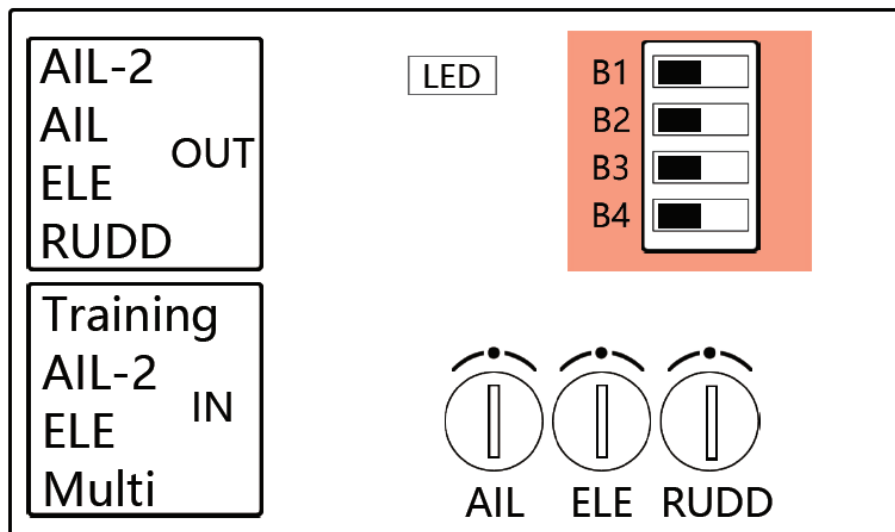 AIL-2
AIL
ELE
RUDD
OUT
LED
B1
B2
B3
B4
Training
AIL-2
ELE
Multi
IN
AIL ELE RUDD